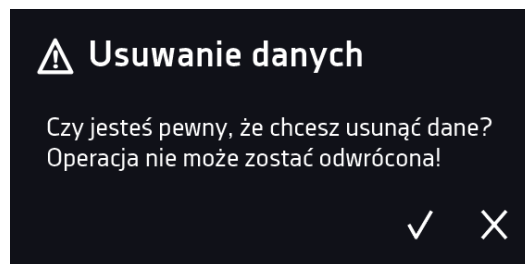 Usuwanie danych
Czy jesteś pewny, że chcesz usunąć dane?
Operacja nie może zostać odwrócona!